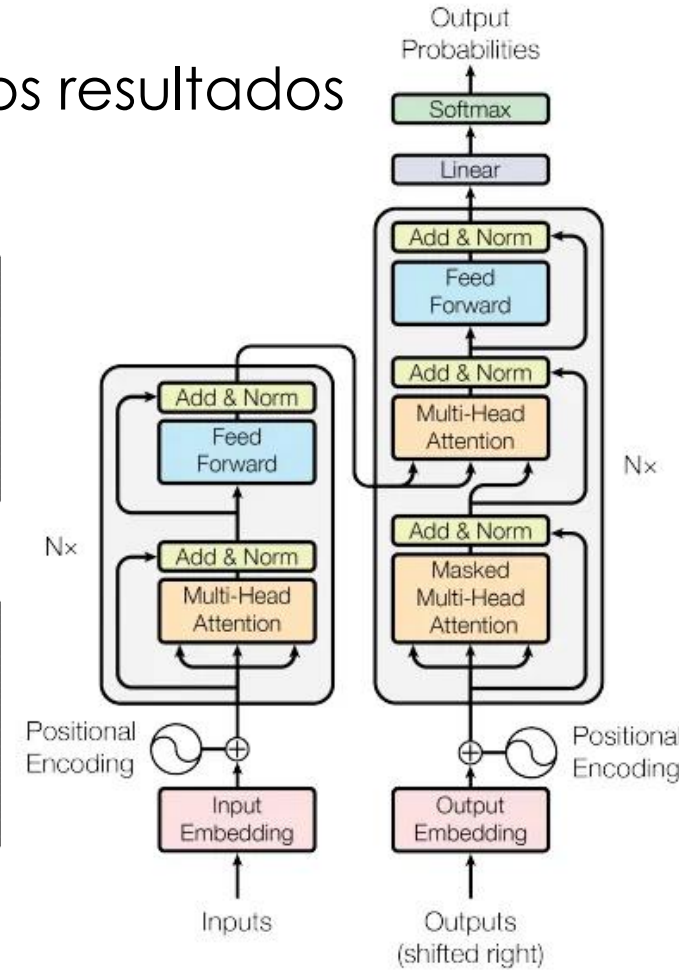 os resultados
Output
Probabilities
Softmax
Linear
Add & Norm
Feed
Forward
Add & Norm
Multi-Head
Attention
Nx
Add & Norm
Masked
Multi-Head
Attention
Add & Norm
Feed
Forward
Nx
Add & Norm
Multi-Head
Attention
Positional
Encoding
Positional
Encoding
Input
Embedding
Output
Embedding
Inputs
Outputs
(shifted right)